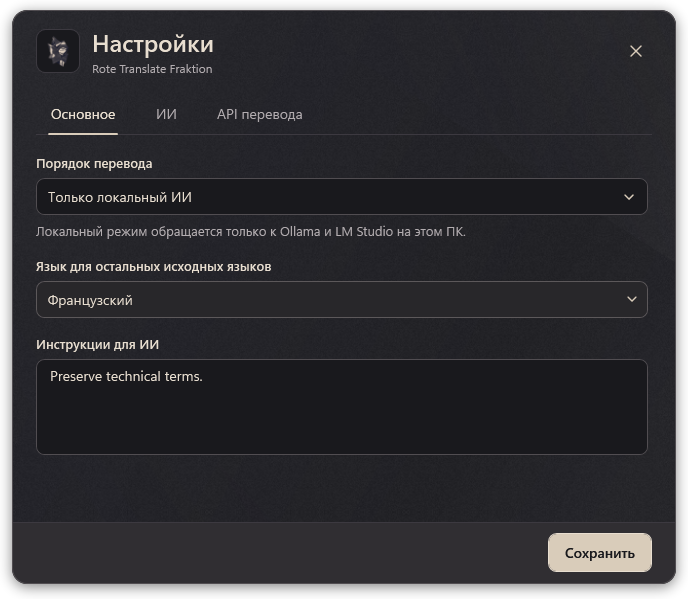 Настройки
Rote Translate Fraktion
Основное ИИ API перевода
Порядок перевода
Только локальный ИИ
Локальный режим обращается только к Ollama и LM Studio на этом ПК.
Язык для остальных исходных языков
Французский
Инструкции для ИИ
Preserve technical terms.
Сохранить